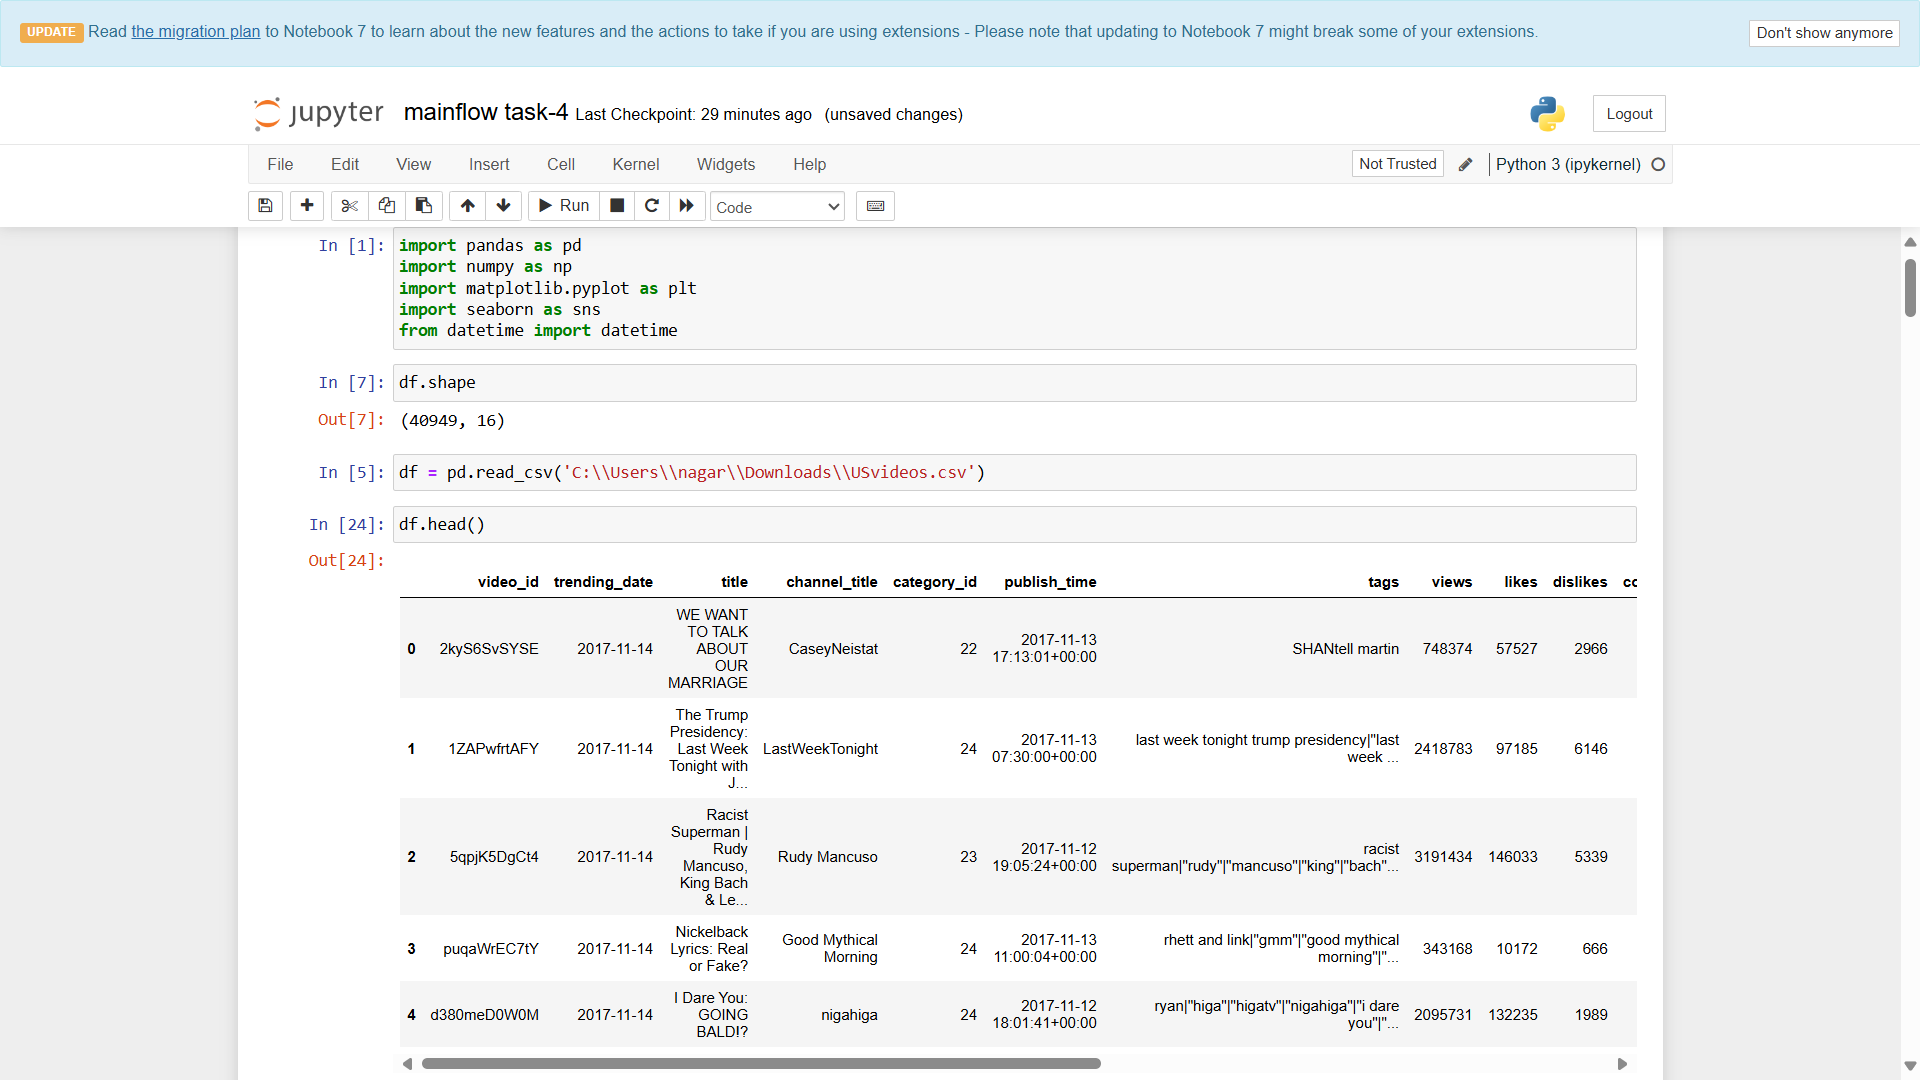 UPDATE Read the migration plan to Notebook 7 to learn about the new features and the actions to take if you are using extensions - Please note that updating to Notebook 7 might break some of your extensions.
Don't show anymore
jupyter mainflow task-4 Last Checkpoint: 29 minutes ago (unsaved changes)
Logout
File Edit View Insert Cell Kernel Widgets Help
Not Trusted Python 3 (ipykernel)
Run Code
In [1]: import pandas as pd
import numpy as np
import matplotlib.pyplot as plt
import seaborn as sns
from datetime import datetime
In [7]: df.shape
Out[7]: (40949, 16)
In [5]: df = pd.read_csv('C:\\Users\\nagar\\Downloads\\USvideos.csv')
In [24]: df.head()
Out[24]:
video_id trending_date title channel_title category_id publish_time tags views likes dislikes
WE WANT
TO TALK
ABOUT
OUR
MARRIAGE
0 2kyS6SvSYSE 2017-11-14 CaseyNeistat 22 2017-11-13
17:13:01+00:00 SHANtell martin 748374 57527 2966
The Trump
Presidency:
Last Week
Tonight with
J...
1 1ZAPwfrtAFY 2017-11-14 LastWeekTonight 24 2017-11-13
07:30:00+00:00 last week tonight trump presidency|"last
week ... 2418783 97185 6146
Racist
Superman |
Rudy
Mancuso,
King Bach
& Le...
2 5qpjK5DgCt4 2017-11-14 Rudy Mancuso 23 2017-11-12
19:05:24+00:00 racist
superman|"rudy"|"mancuso"|"king"|"bach"... 3191434 146033 5339
Nickelback
Lyrics: Real
or Fake?
3 puqaWrEC7tY 2017-11-14 Good Mythical
Morning 24 2017-11-13
11:00:04+00:00 rhett and link|"gmm"|"good mythical
morning"|"... 343168 10172 666
I Dare You:
GOING
BALD!?
4 d380meD0W0M 2017-11-14 nigahiga 24 2017-11-12
18:01:41+00:00 ryan|"higa"|"higatv"|"nigahiga"|"i dare
you"|"... 2095731 132235 1989